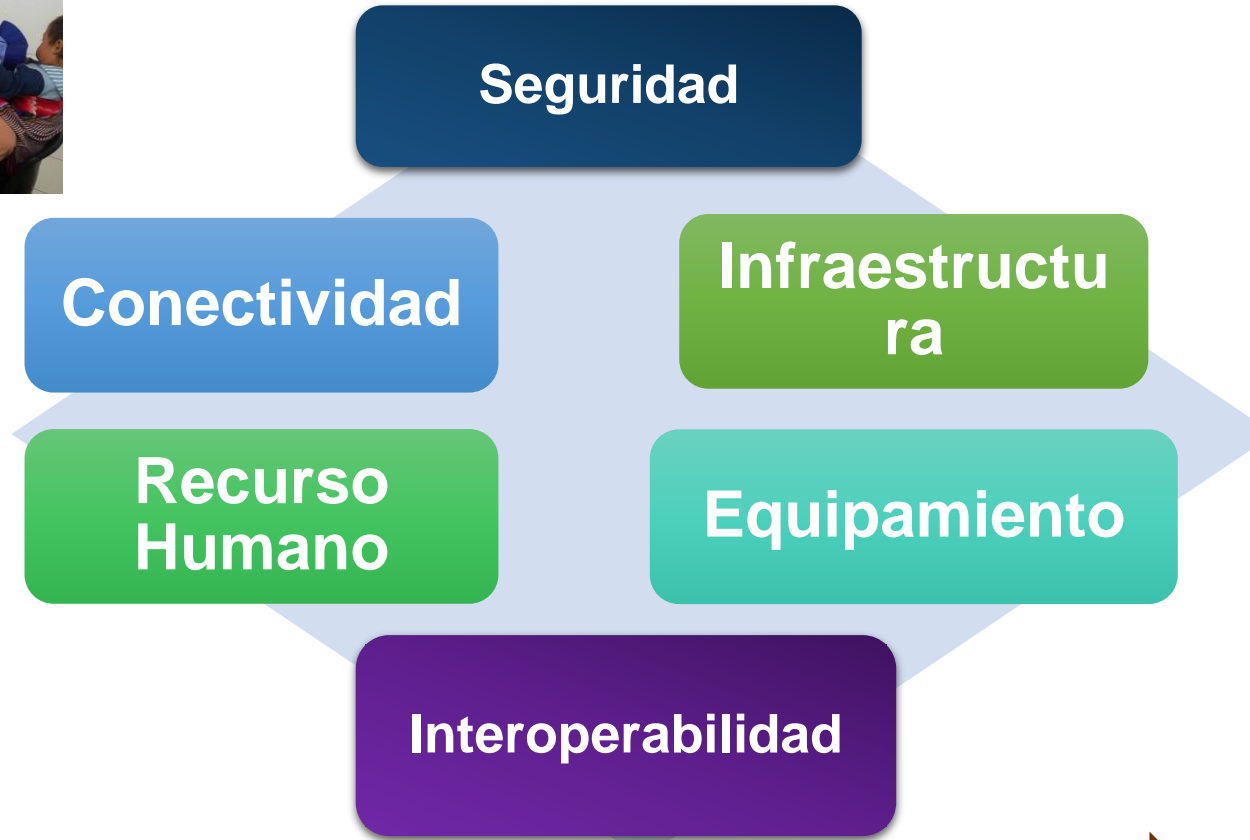 Seguridad
Conectividad
Infraestructu
ra
Recurso
Humano
Equipamiento
Interoperabilidad